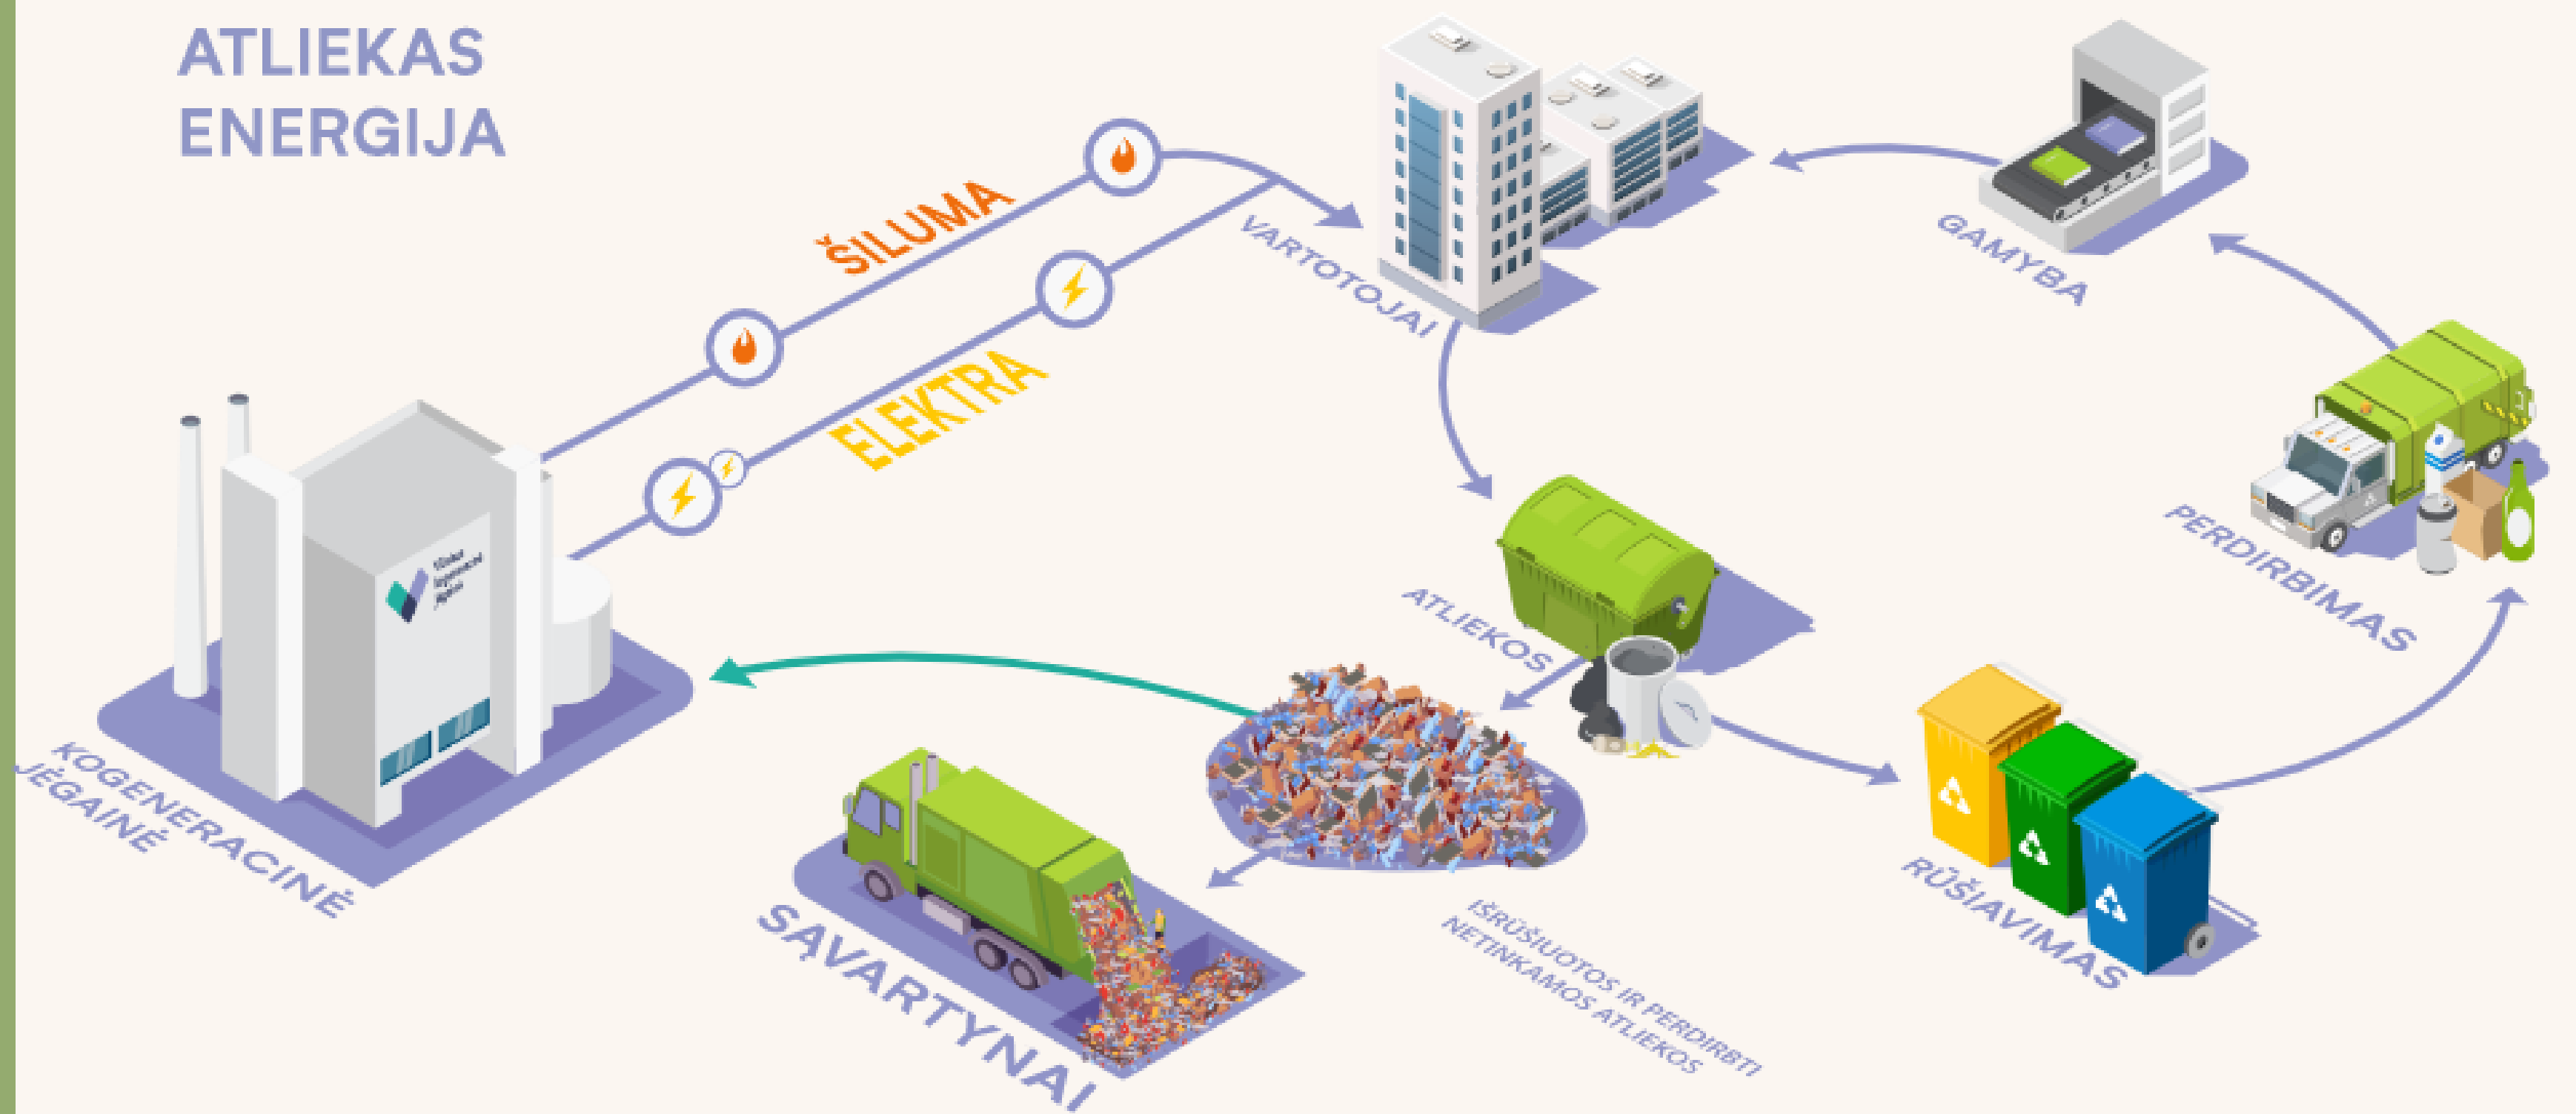 ATLIEKAS
ENERGIJA
ŠILUMA
ELEKTRA
VARTOTOJAI
GAMYBA
PERDIRBIMAS
ATLIEKOS
RŪŠIAVIMAS
IŠRŪŠIUOTOS IR PERDIRBTI
NETINKAMOS ATLIEKOS
SĄVARTYNAI
KOGENERACINĖ
JĖGAINĖ